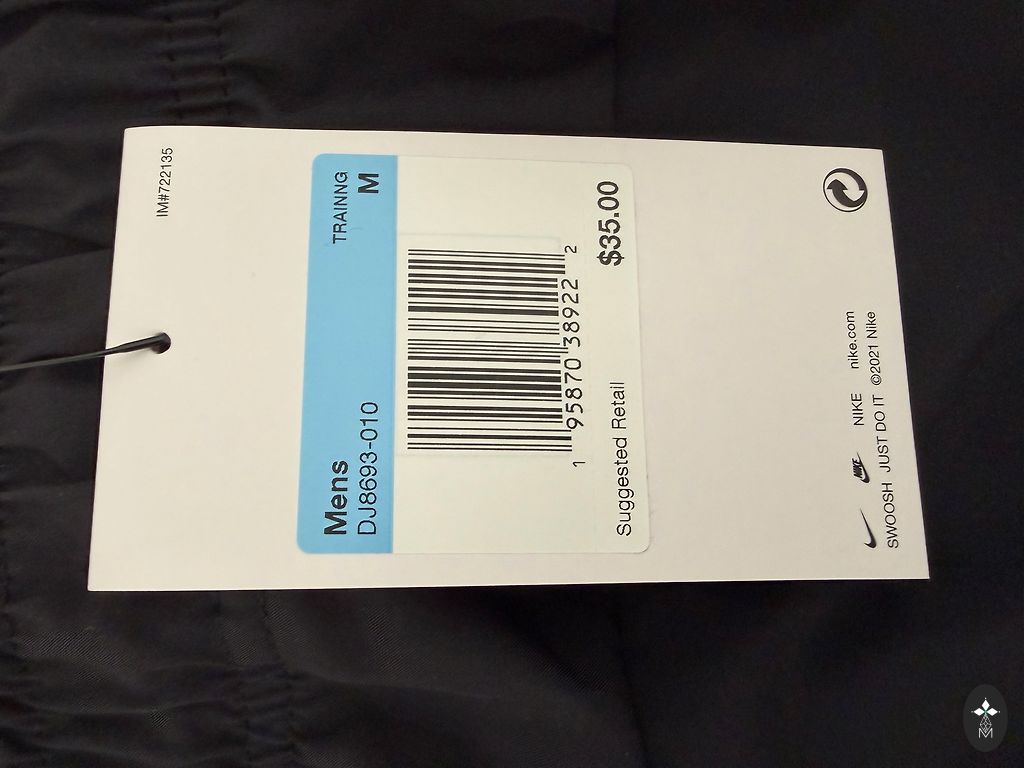 IM#722135
Mens TRAINNG
DJ8693-010 M
1 95870 38922 2
Suggested Retail $35.00
NIKE NIKE nike.com
SWOOSH JUST DO IT ©2021 Nike
M